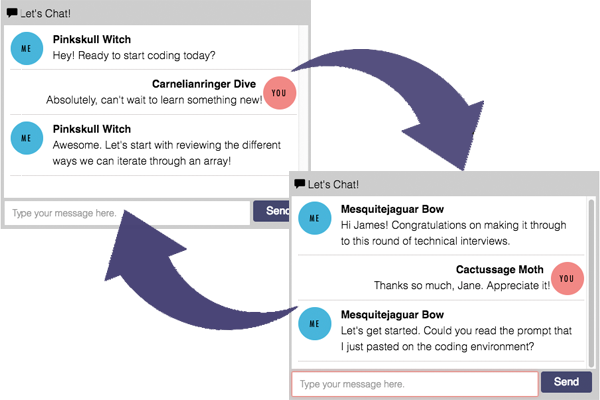 Let's Chat!
ME
Pinkskull Witch
Hey! Ready to start coding today?
Carnelianringer Dive
Absolutely, can't wait to learn something new!
YOU
ME
Pinkskull Witch
Awesome. Let's start with reviewing the different
ways we can iterate through an array!
Type your message here.
Send
Let's Chat!
ME
Mesquitejaguar Bow
Hi James! Congratulations on making it through
to this round of technical interviews.
Cactussage Moth
Thanks so much, Jane. Appreciate it!
YOU
ME
Mesquitejaguar Bow
Let's get started. Could you read the prompt that
I just pasted on the coding environment?
Type your message here.
Send